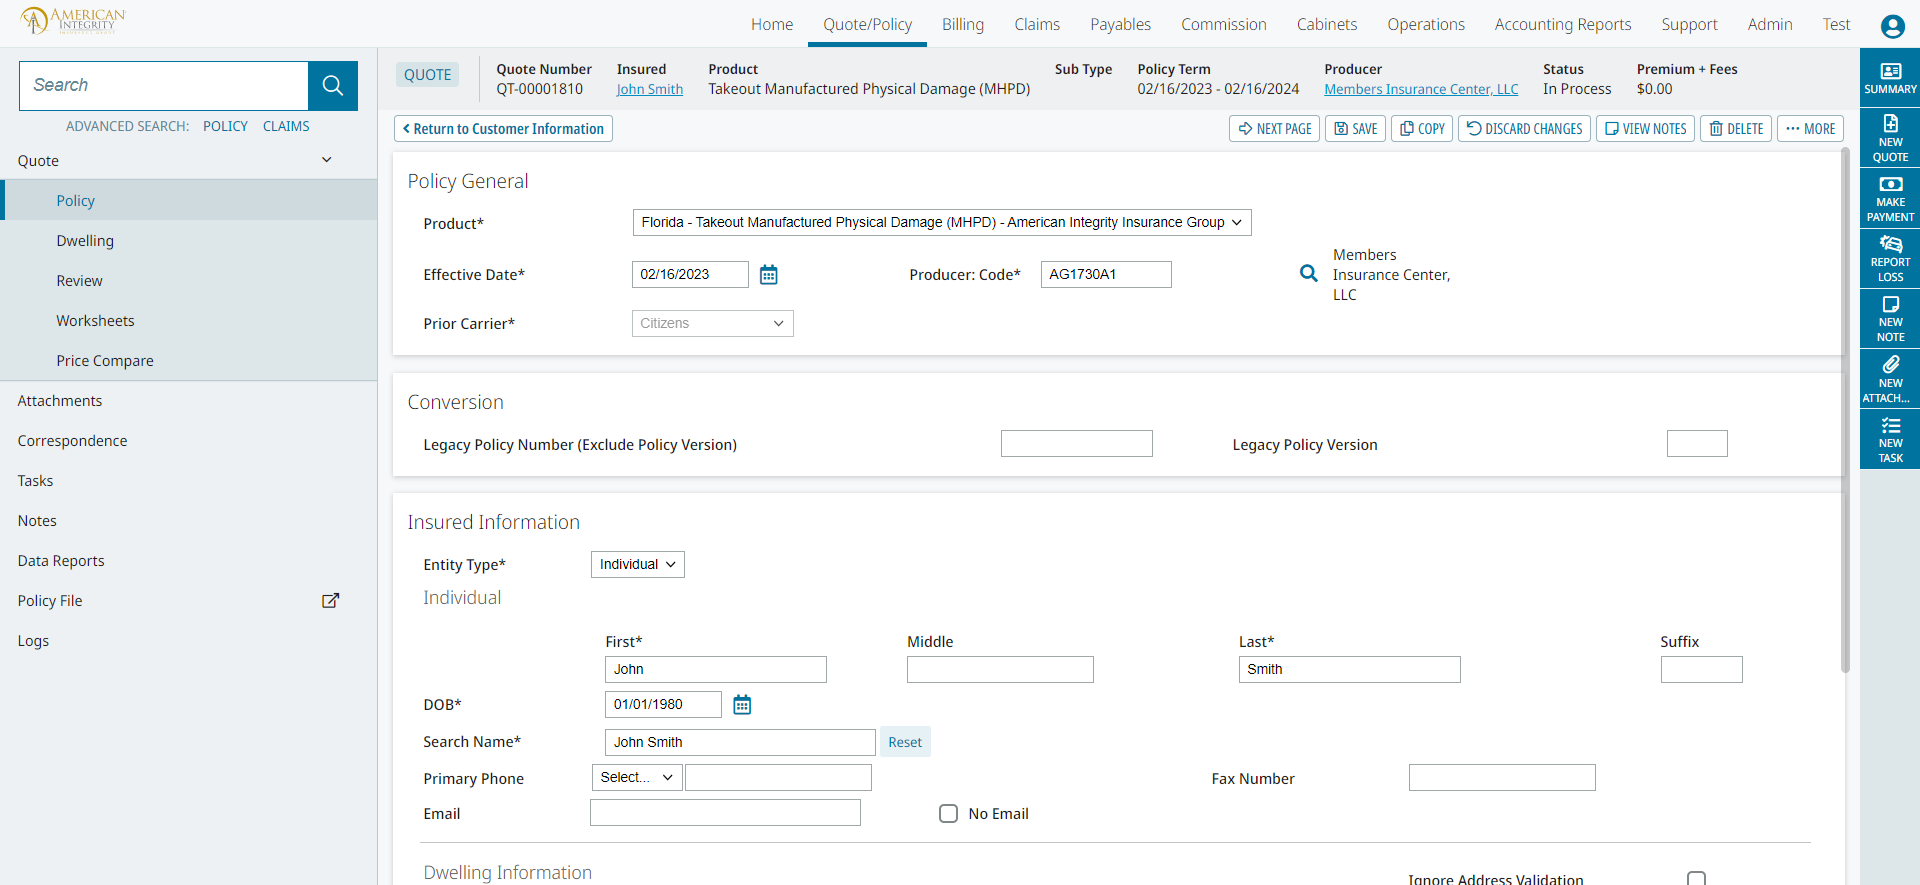 AMERICAN
INTEGRITY
Home Quote/Policy Billing Claims Payables Commission Cabinets Operations Accounting Reports Support Admin Test
Search
ADVANCED SEARCH: POLICY CLAIMS
Quote
Policy
Dwelling
Review
Worksheets
Price Compare
Attachments
Correspondence
Tasks
Notes
Data Reports
Policy File
Logs
QUOTE
Quote Number Insured Product Sub Type Policy Term Producer Status Premium + Fees
QT-00001810 John Smith Takeout Manufactured Physical Damage (MHPD) 02/16/2023 - 02/16/2024 Members Insurance Center, LLC In Process $0.00
Return to Customer Information
NEXT PAGE SAVE COPY DISCARD CHANGES VIEW NOTES DELETE MORE
Policy General
Product* Florida - Takeout Manufactured Physical Damage (MHPD) - American Integrity Insurance Group
Effective Date* 02/16/2023 Producer: Code* AG1730A1
Members
Insurance Center,
LLC
Prior Carrier* Citizens
Conversion
Legacy Policy Number (Exclude Policy Version) Legacy Policy Version
Insured Information
Entity Type* Individual
Individual
First* Middle Last* Suffix
John Smith
DOB* 01/01/1980
Search Name* John Smith Reset
Primary Phone Select... Fax Number
Email No Email
Dwelling Information
Ignore Address Validation
SUMMARY
NEW
QUOTE
MAKE
PAYMENT
REPORT
LOSS
NEW
NOTE
NEW
ATTACH...
NEW
TASK